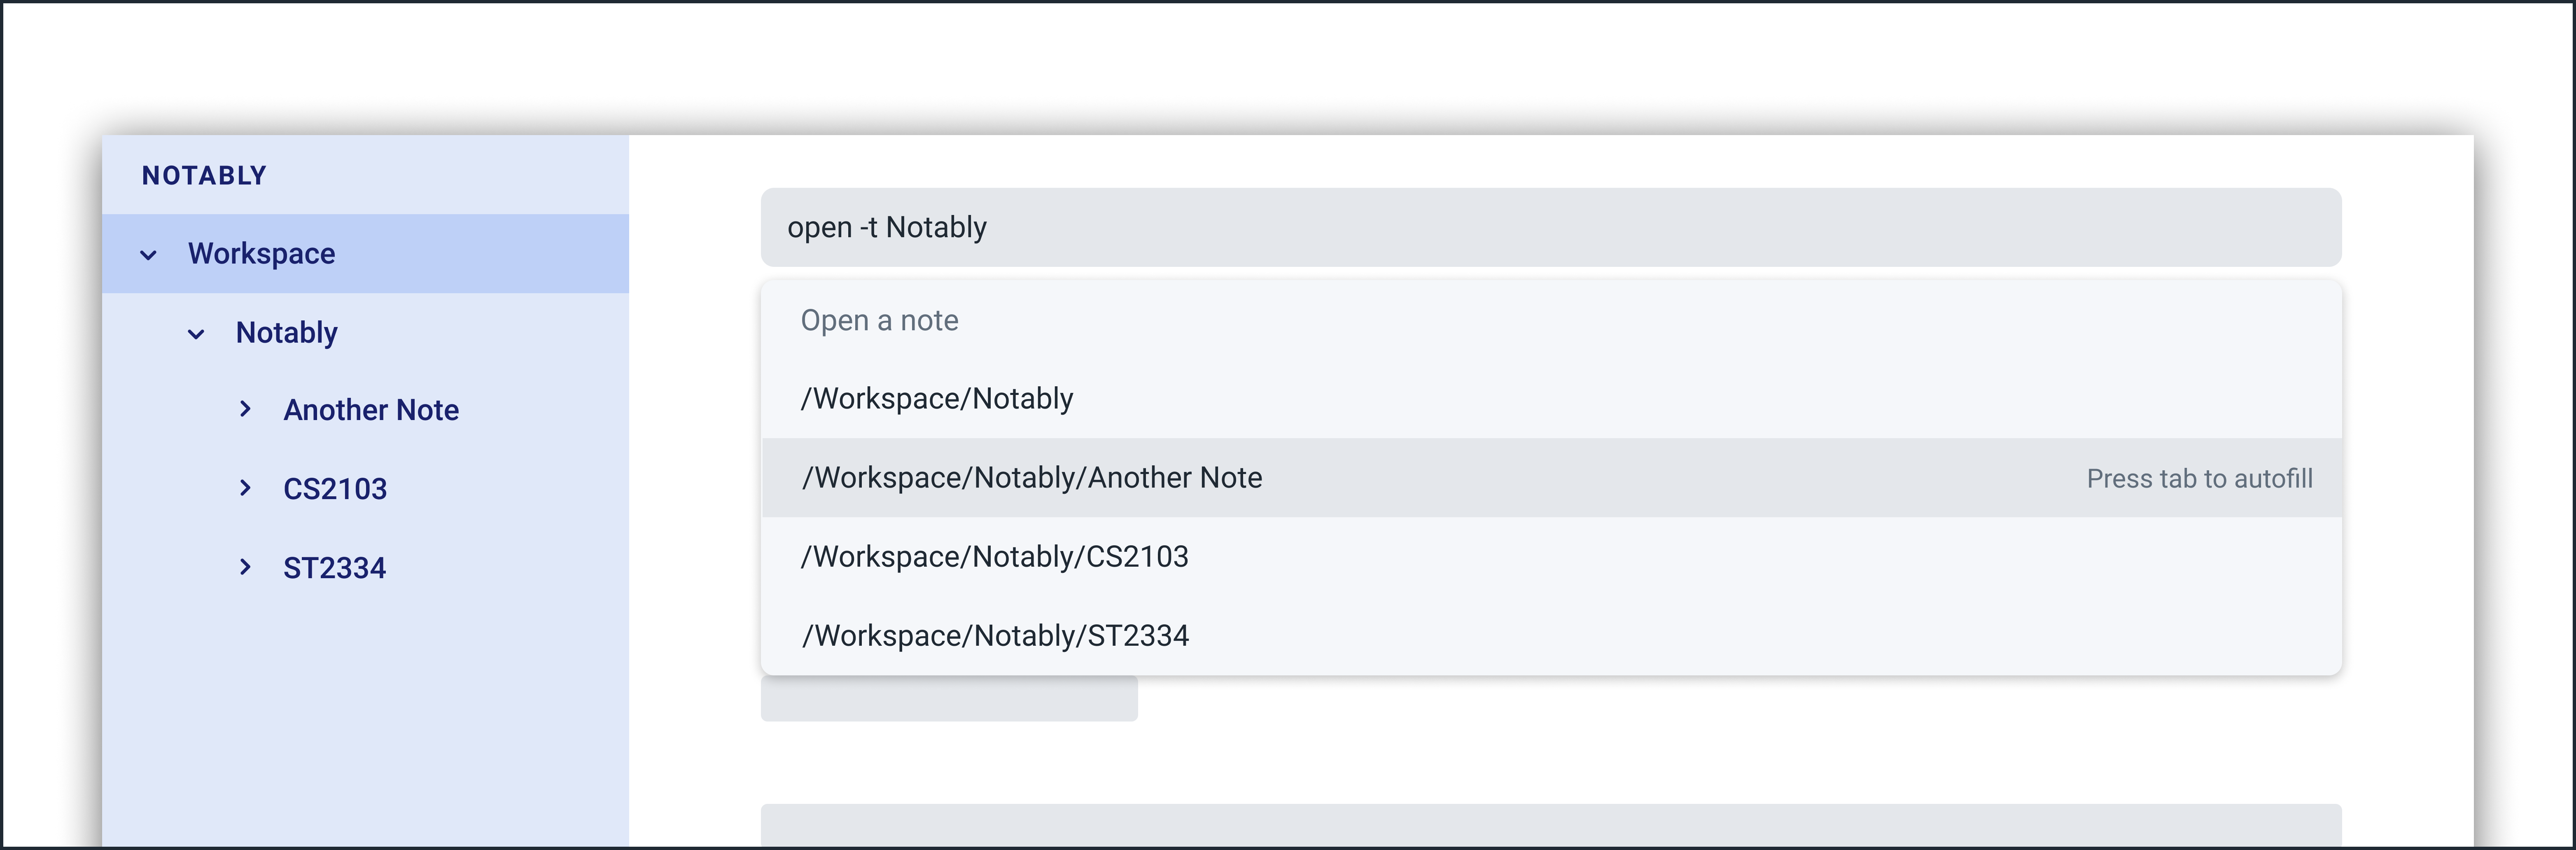 NOTABLY
Workspace
Notably
Another Note
CS2103
ST2334
open -t Notably
Open a note
/Workspace/Notably
/Workspace/Notably/Another Note Press tab to autofill
/Workspace/Notably/CS2103
/Workspace/Notably/ST2334